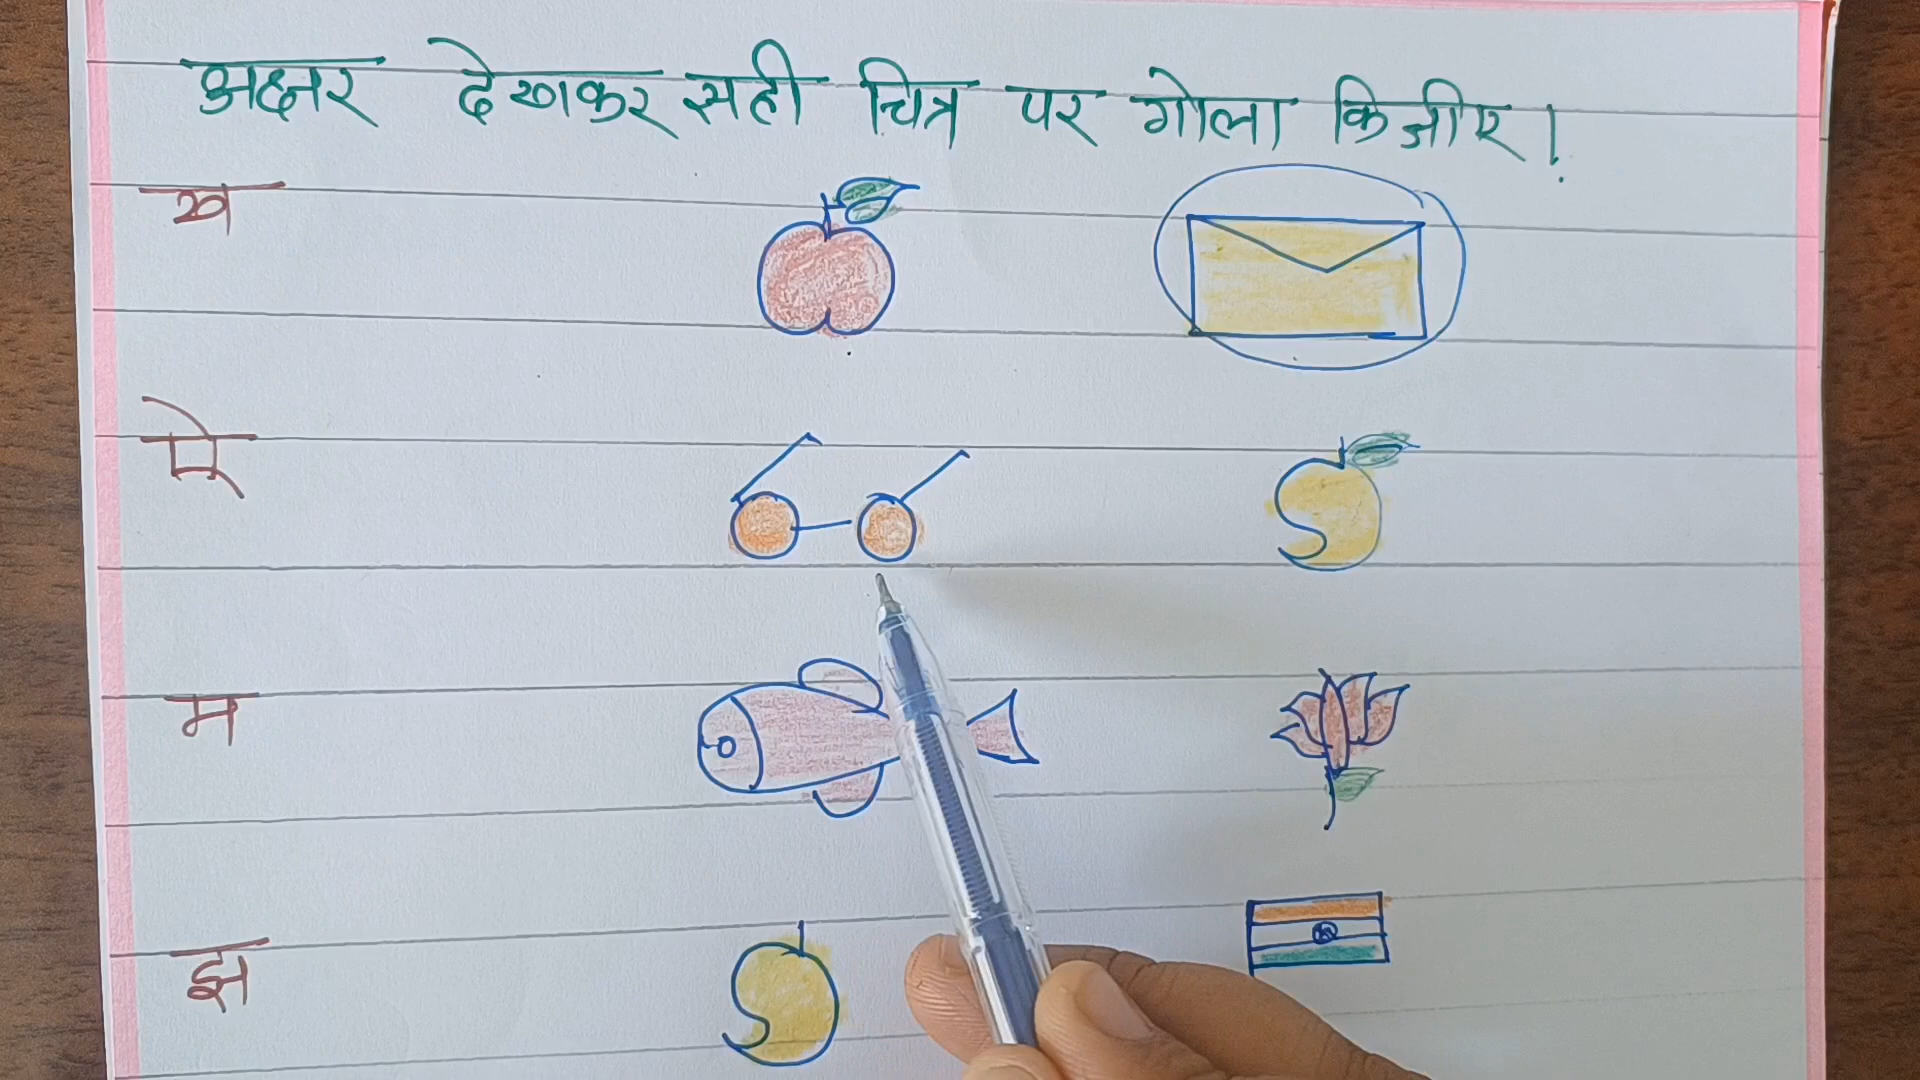 अक्षर देखकर सही चित्र पर गोला किजीए।
ख
ऐ
म
झ